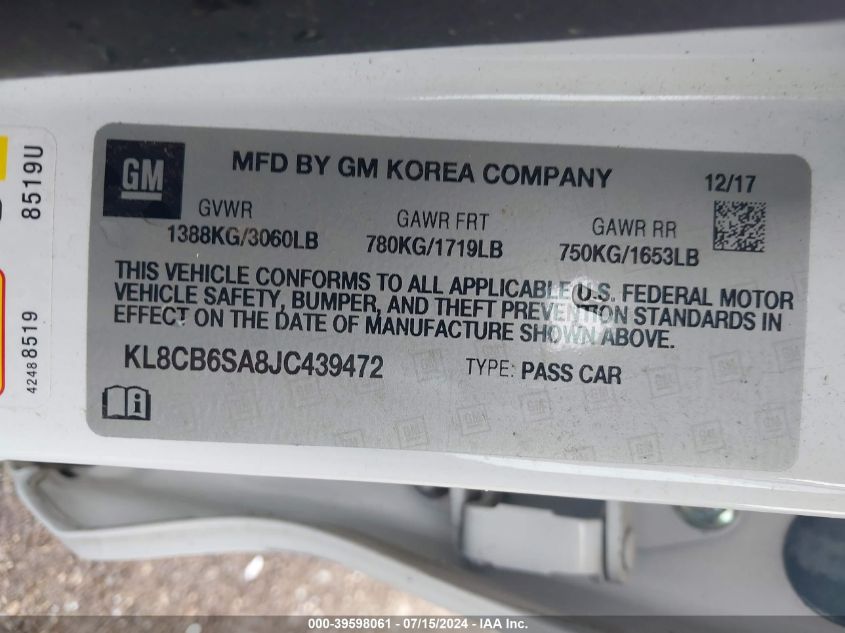 GM
MFD BY GM KOREA COMPANY
12/17
GVWR
1388KG/3060LB
GAWR FRT
780KG/1719LB
GAWR RR
750KG/1653LB
THIS VEHICLE CONFORMS TO ALL APPLICABLE U.S. FEDERAL MOTOR
VEHICLE SAFETY, BUMPER, AND THEFT PREVENTION STANDARDS IN
EFFECT ON THE DATE OF MANUFACTURE SHOWN ABOVE.
KL8CB6SA8JC439472
TYPE: PASS CAR
8519U
42488519
000-39598061 - 07/15/2024 - IAA Inc.